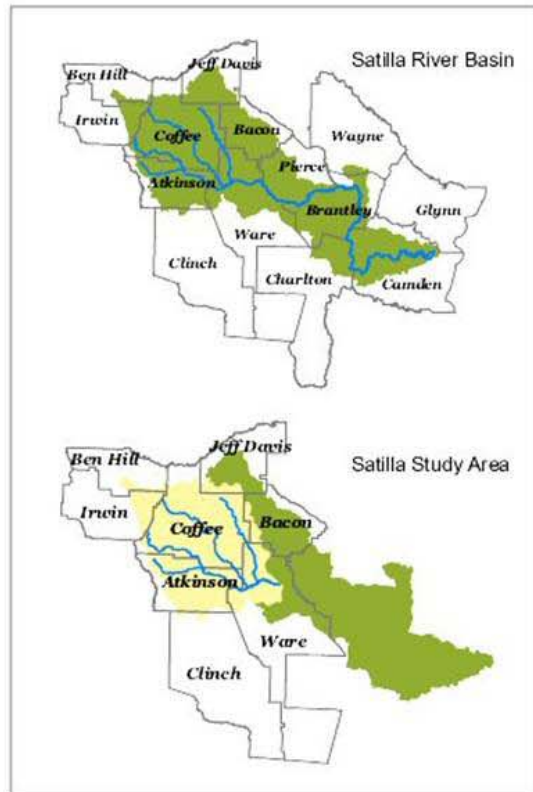 Satilla River Basin
Jeff Davis
Ben Hill
Irwin
Coffee
Bacon
Wayne
Pierce
Atkinson
Brantley
Glynn
Ware
Clinch
Charlton
Camden
Jeff Davis
Ben Hill
Satilla Study Area
Irwin
Coffee
Bacon
Atkinson
Ware
Clinch